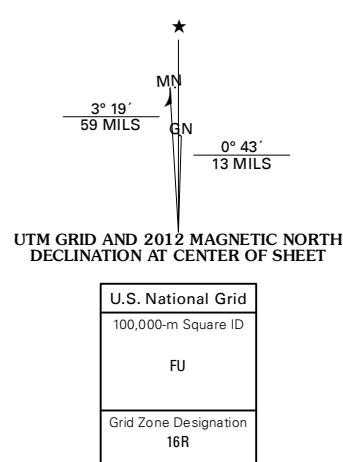 ★
MN
3° 19´
59 MILS
GN
0° 43´
13 MILS
UTM GRID AND 2012 MAGNETIC NORTH
DECLINATION AT CENTER OF SHEET
U.S. National Grid
100,000-m Square ID
FU
Grid Zone Designation
16R